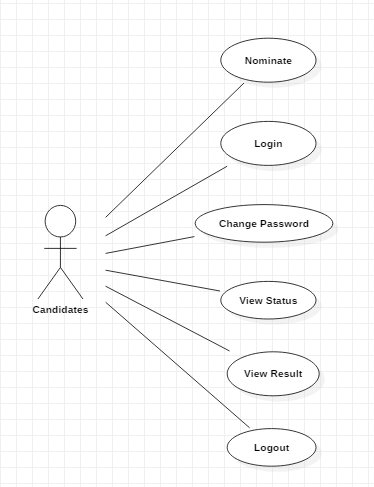 Nominate
Login
Change Password
View Status
Candidates
View Result
Logout